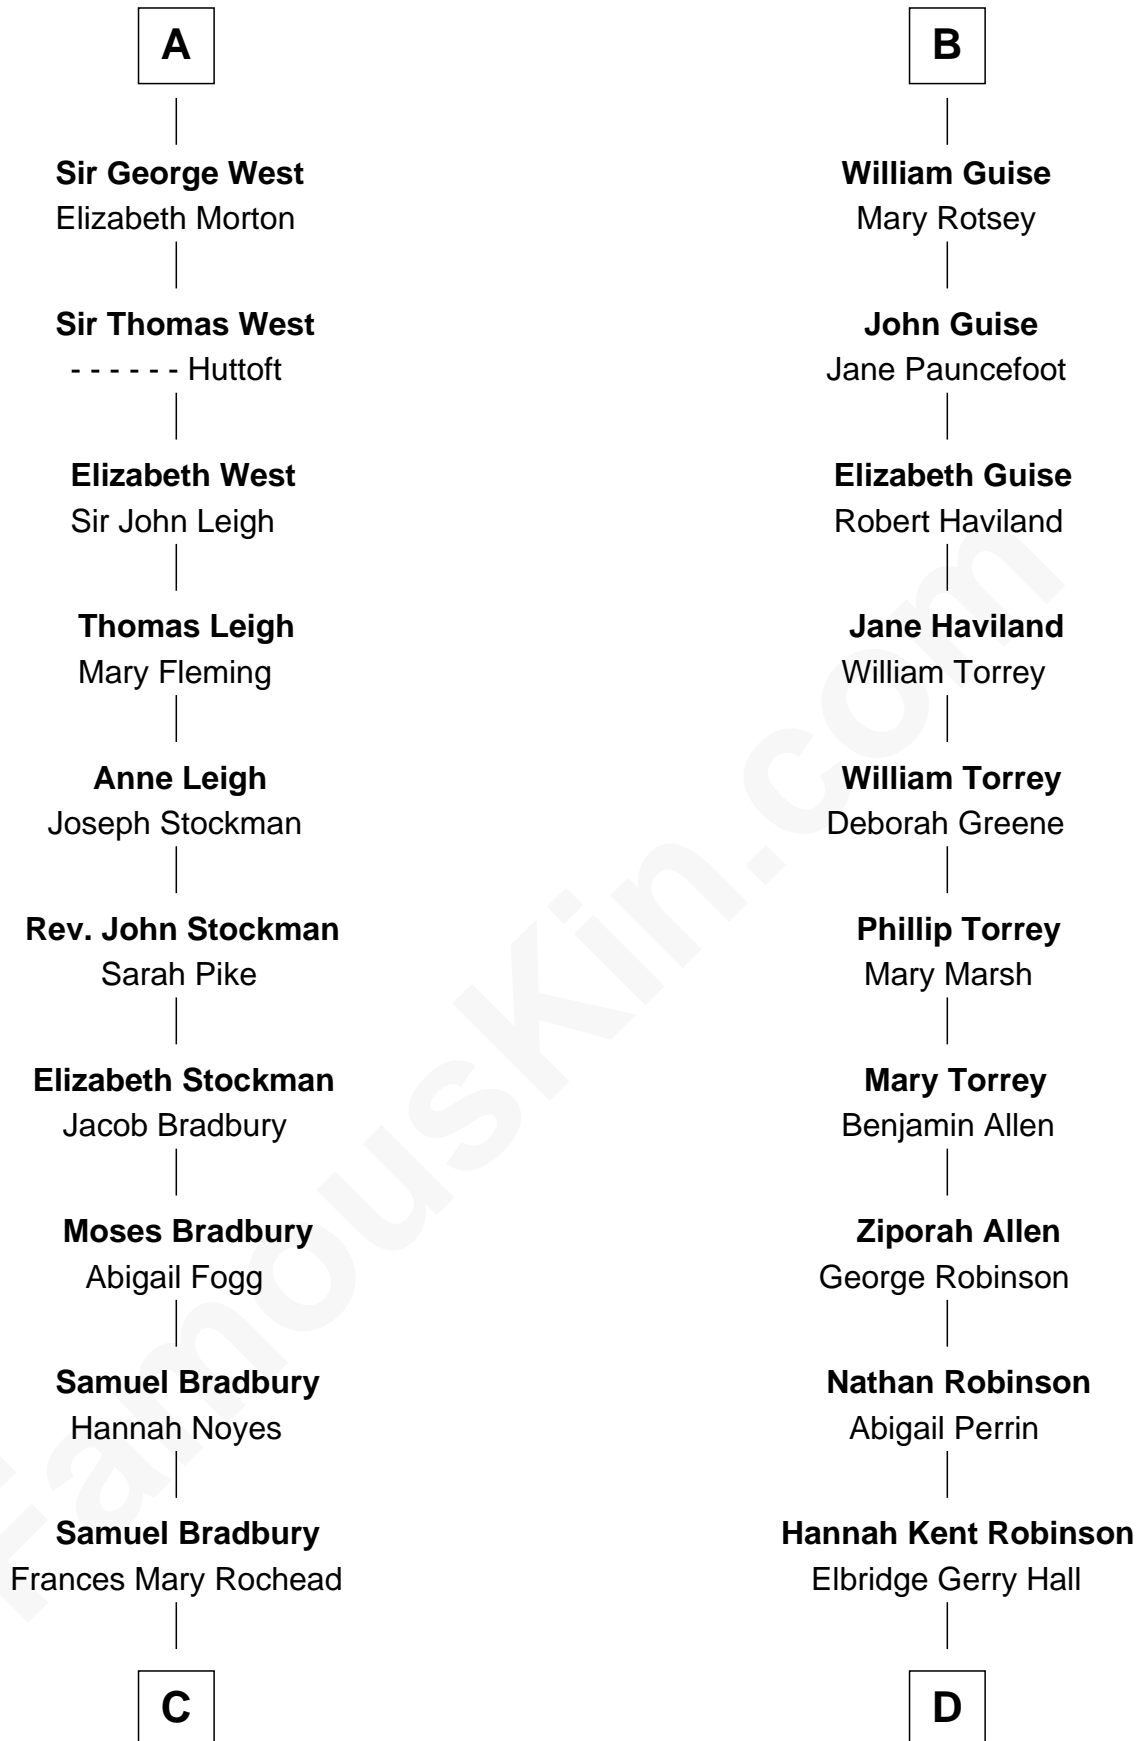 A
Sir George West
Elizabeth Morton
Sir Thomas West
- - - - - - Huttoft
Elizabeth West
Sir John Leigh
Thomas Leigh
Mary Fleming
Anne Leigh
Joseph Stockman
Rev. John Stockman
Sarah Pike
Elizabeth Stockman
Jacob Bradbury
Moses Bradbury
Abigail Fogg
Samuel Bradbury
Hannah Noyes
Samuel Bradbury
Frances Mary Rochead
C
B
William Guise
Mary Rotsey
John Guise
Jane Pauncefoot
Elizabeth Guise
Robert Haviland
Jane Haviland
William Torrey
William Torrey
Deborah Greene
Phillip Torrey
Mary Marsh
Mary Torrey
Benjamin Allen
Ziporah Allen
George Robinson
Nathan Robinson
Abigail Perrin
Hannah Kent Robinson
Elbridge Gerry Hall
D
FamousKin.com